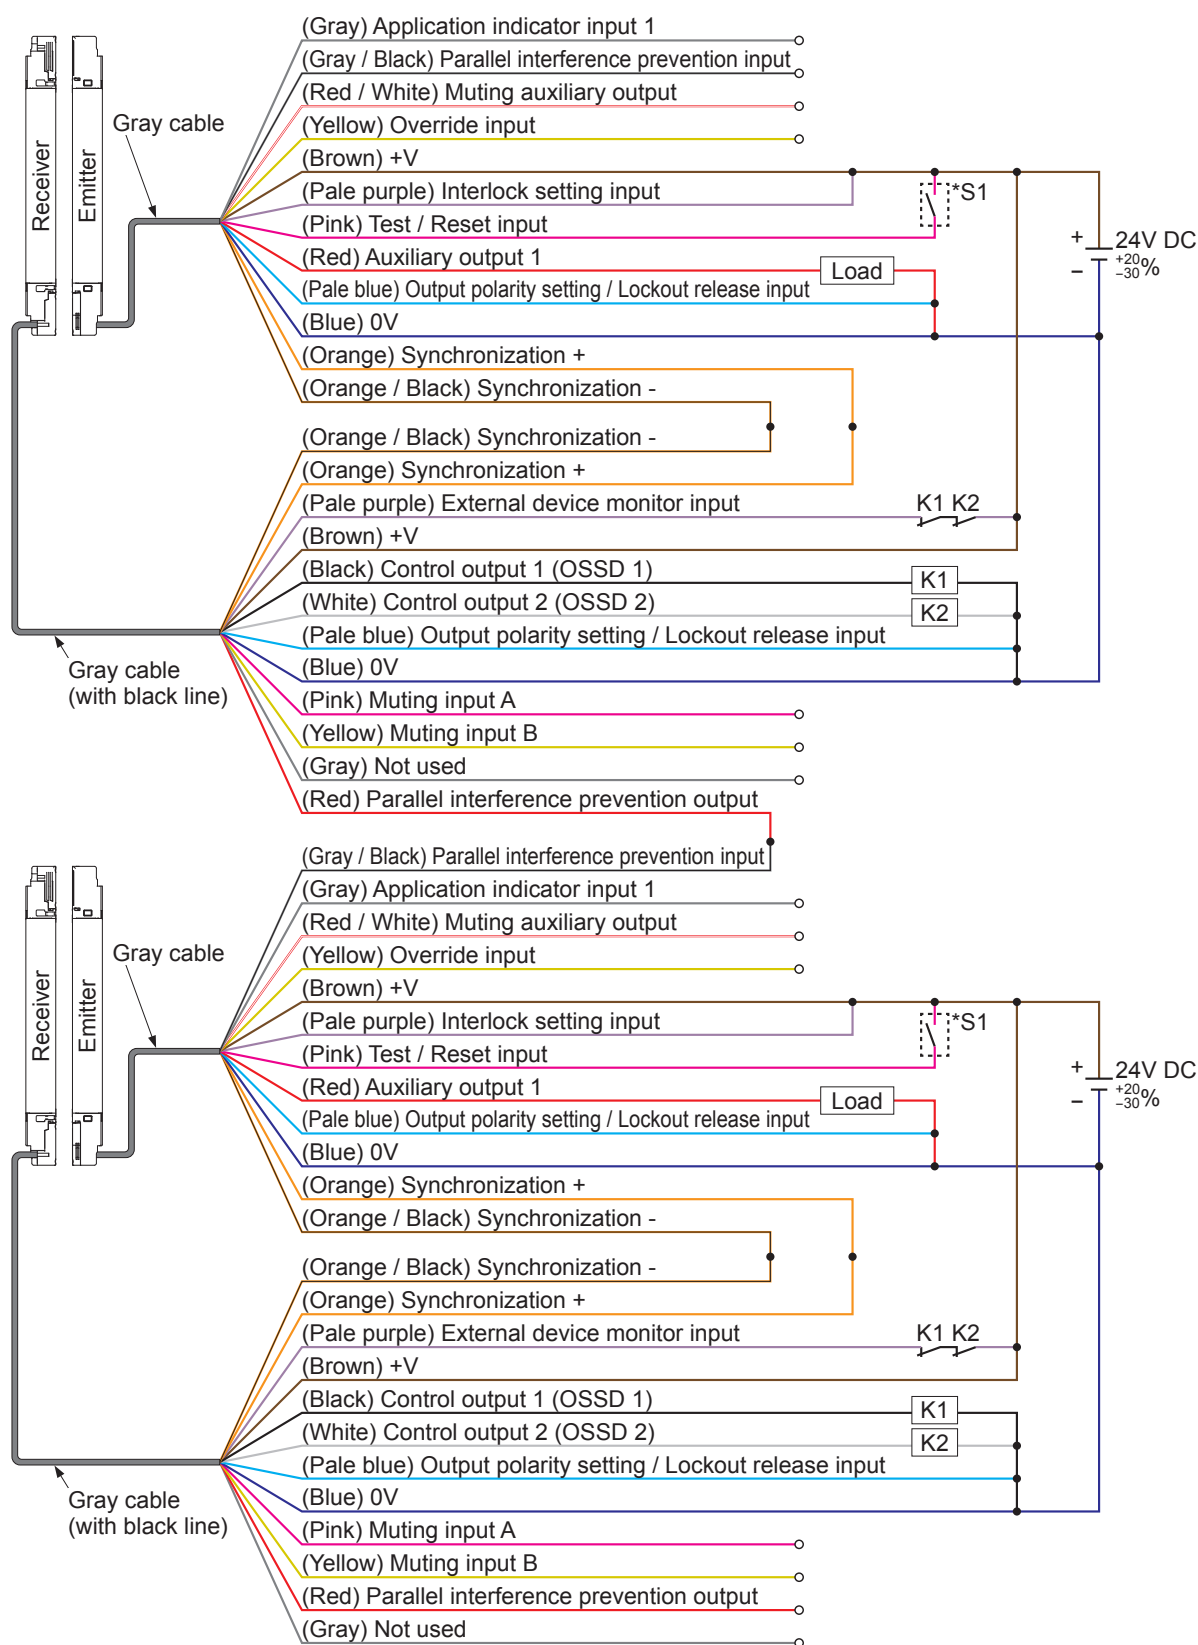 (Gray) Application indicator input 1
(Gray / Black) Parallel interference prevention input
(Red / White) Muting auxiliary output
Gray cable
(Yellow) Override input
(Brown) +V
(Pale purple) Interlock setting input
*S1
Receiver
Emitter
(Pink) Test / Reset input
+ 24V DC
− +20 −30 %
(Red) Auxiliary output 1
Load
(Pale blue) Output polarity setting / Lockout release input
(Blue) 0V
(Orange) Synchronization +
(Orange / Black) Synchronization -
(Orange / Black) Synchronization -
(Orange) Synchronization +
(Pale purple) External device monitor input
K1 K2
(Brown) +V
(Black) Control output 1 (OSSD 1)
K1
(White) Control output 2 (OSSD 2)
K2
(Pale blue) Output polarity setting / Lockout release input
Gray cable
(with black line)
(Blue) 0V
(Pink) Muting input A
(Yellow) Muting input B
(Gray) Not used
(Red) Parallel interference prevention output
(Gray / Black) Parallel interference prevention input
(Gray) Application indicator input 1
(Red / White) Muting auxiliary output
Gray cable
(Yellow) Override input
(Brown) +V
(Pale purple) Interlock setting input
*S1
Receiver
Emitter
(Pink) Test / Reset input
+ 24V DC
− +20 −30 %
(Red) Auxiliary output 1
Load
(Pale blue) Output polarity setting / Lockout release input
(Blue) 0V
(Orange) Synchronization +
(Orange / Black) Synchronization -
(Orange / Black) Synchronization -
(Orange) Synchronization +
(Pale purple) External device monitor input
K1 K2
(Brown) +V
(Black) Control output 1 (OSSD 1)
K1
(White) Control output 2 (OSSD 2)
K2
(Pale blue) Output polarity setting / Lockout release input
Gray cable
(with black line)
(Blue) 0V
(Pink) Muting input A
(Yellow) Muting input B
(Red) Parallel interference prevention output
(Gray) Not used